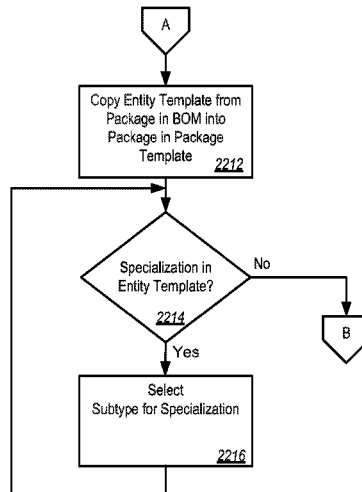 A
Copy Entity Template from
Package in BOM into
Package in Package
Template
2212
Specialization in
Entity Template?
2214
No
B
Yes
Select
Subtype for Specialization
2216